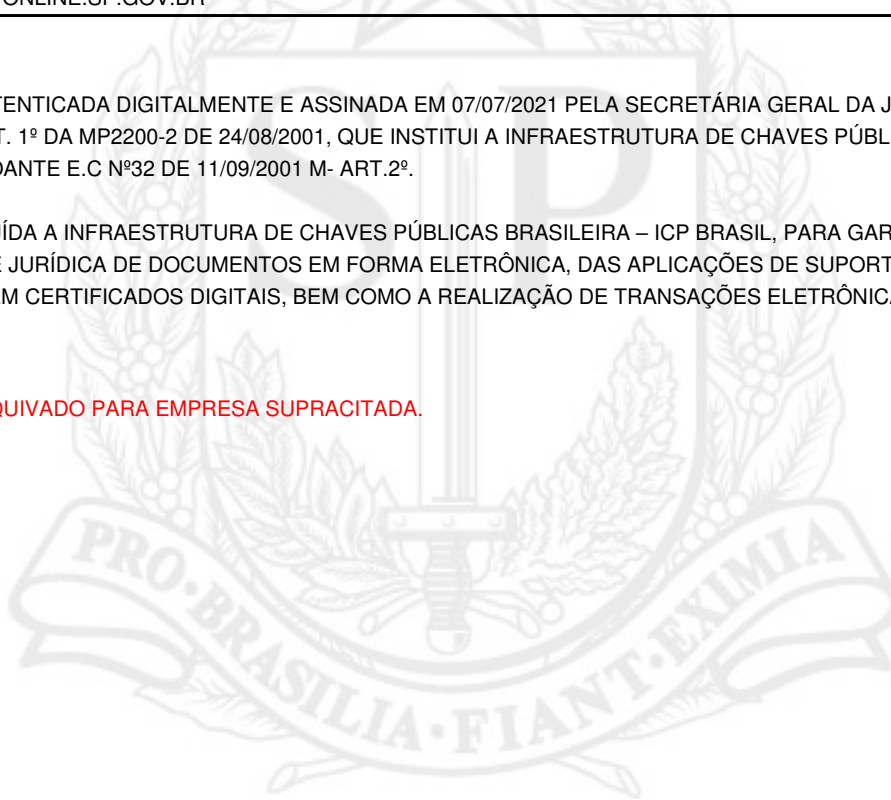 ONLINE.SP.GOV.BR
TENTICADA DIGITALMENTE E ASSINADA EM 07/07/2021 PELA SECRETÁRIA GERAL DA J
T. 1º DA MP2200-2 DE 24/08/2001, QUE INSTITUI A INFRAESTRUTURA DE CHAVES PÚBL
DANTE E.C Nº32 DE 11/09/2001 M- ART.2º.
ÍDA A INFRAESTRUTURA DE CHAVES PÚBLICAS BRASILEIRA – ICP BRASIL, PARA GAR
E JURÍDICA DE DOCUMENTOS EM FORMA ELETRÔNICA, DAS APLICAÇÕES DE SUPORT
EM CERTIFICADOS DIGITAIS, BEM COMO A REALIZAÇÃO DE TRANSAÇÕES ELETRÔNICA
QUIVADO PARA EMPRESA SUPRACITADA.
SP
PRO·BRASILIA·FIANT·EXIMIA